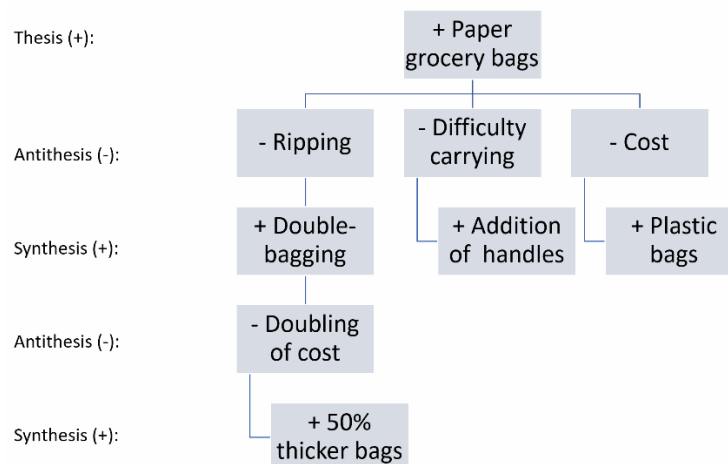 Thesis (+):
+ Paper
grocery bags
Antithesis (-):
- Ripping
- Difficulty
carrying
- Cost
Synthesis (+):
+ Double-
bagging
+ Addition
of handles
+ Plastic
bags
Antithesis (-):
- Doubling
of cost
Synthesis (+):
+ 50%
thicker bags